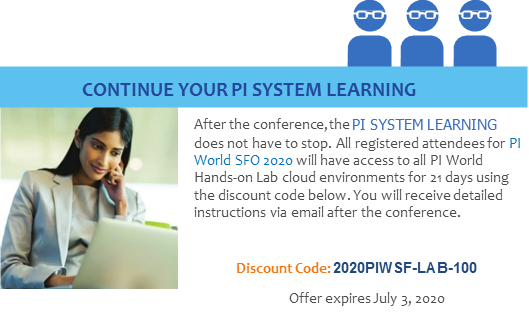 CONTINUE YOUR PI SYSTEM LEARNING
After the conference, the PI SYSTEM LEARNING
does not have to stop. All registered attendees for PI
World SFO 2020 will have access to all PI World
Hands-on Lab cloud environments for 21 days using
the discount code below. You will receive detailed
instructions via email after the conference.
Discount Code: 2020PIWSF-LAB-100
Offer expires July 3, 2020